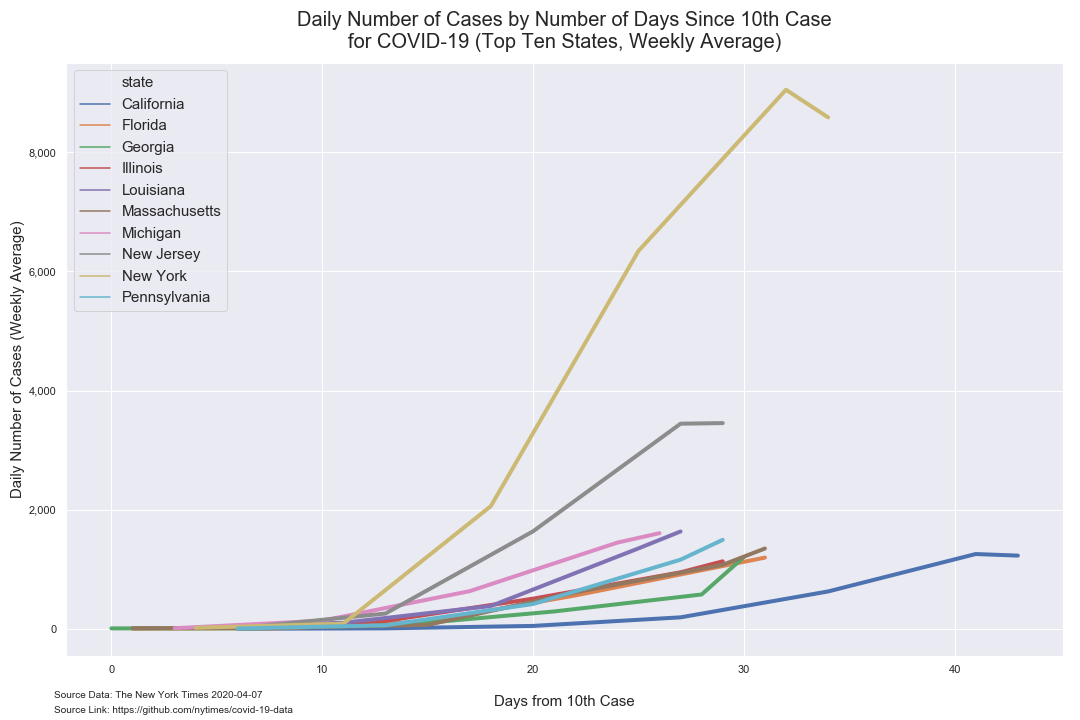 Daily Number of Cases by Number of Days Since 10th Case
for COVID-19 (Top Ten States, Weekly Average)
state
California
Florida
Georgia
Illinois
Louisiana
Massachusetts
Michigan
New Jersey
New York
Pennsylvania
Daily Number of Cases (Weekly Average)
8,000
6,000
4,000
2,000
0
0 10 20 30 40
Days from 10th Case
Source Data: The New York Times 2020-04-07
Source Link: https://github.com/nytimes/covid-19-data